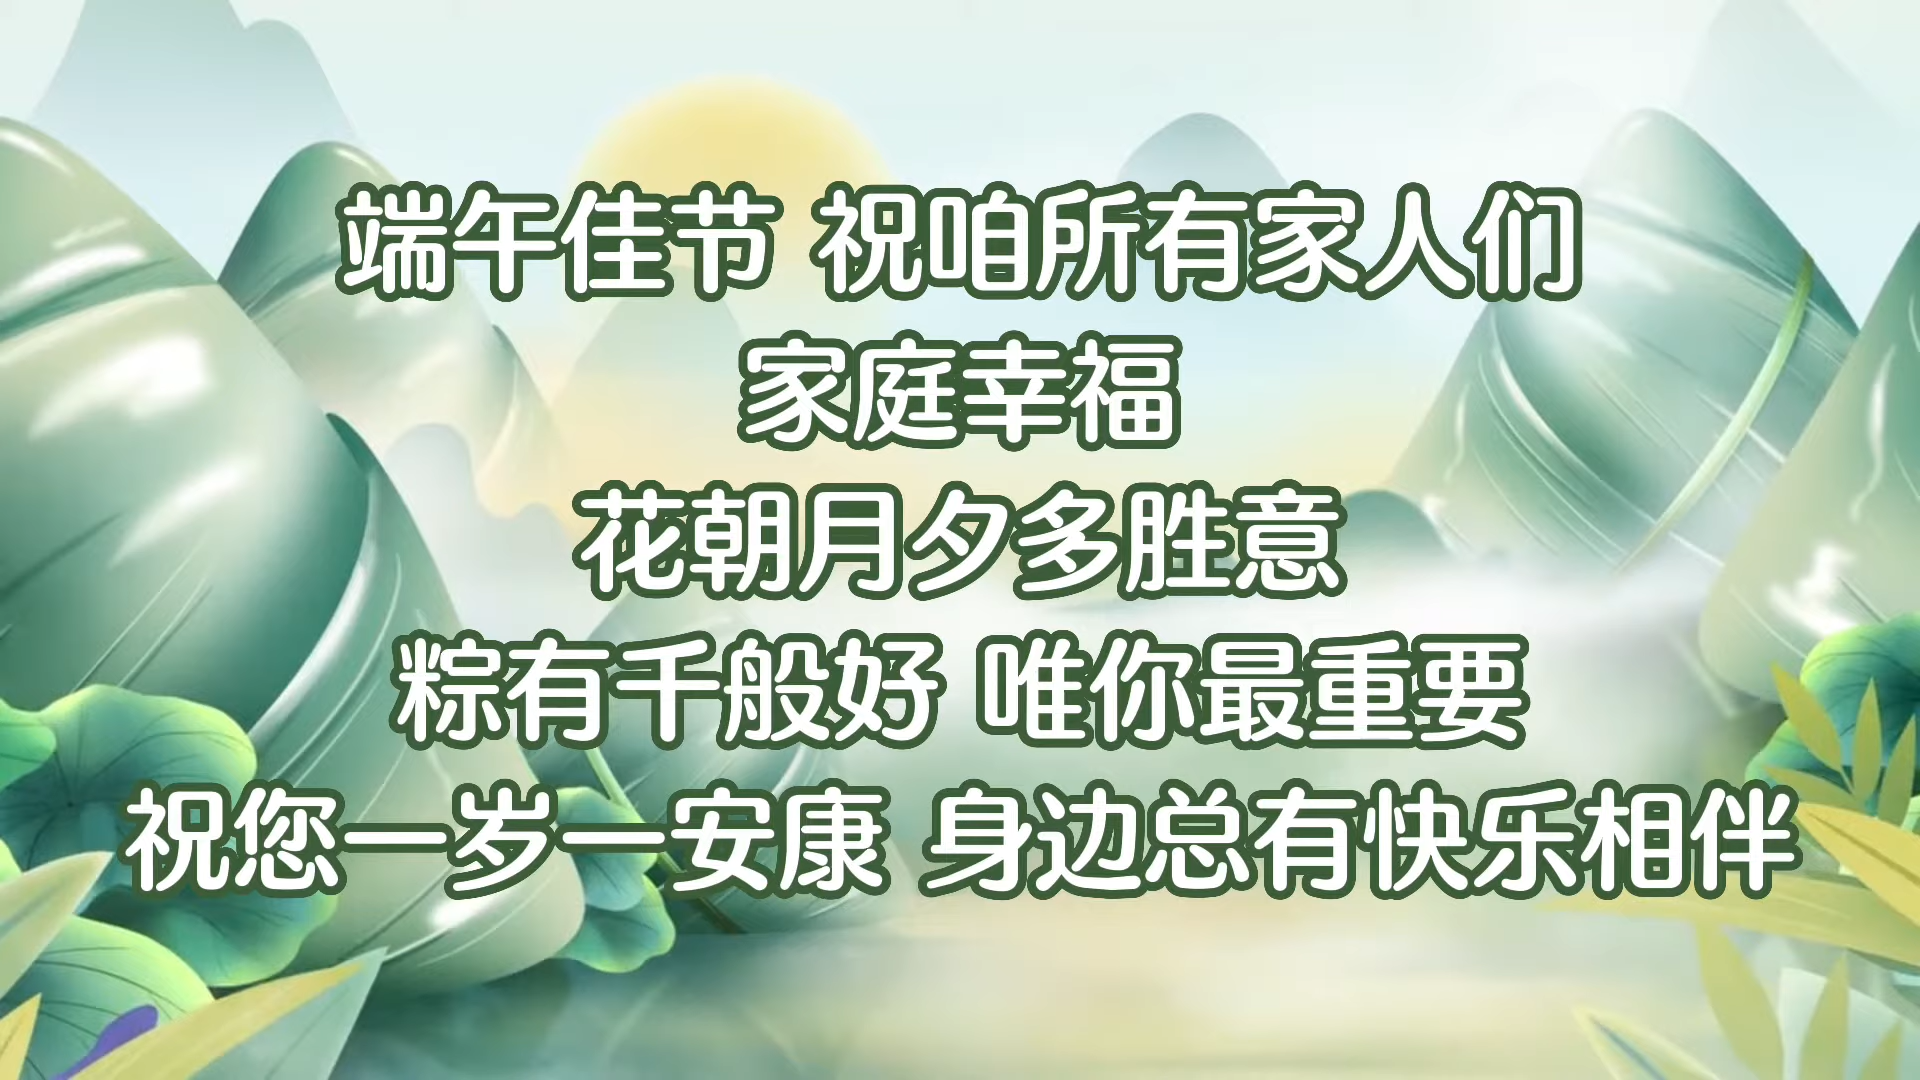 端午佳节 祝咱所有家人们
家庭幸福
花朝月夕多胜意
粽有千般好 唯你最重要
祝您一岁一安康 身边总有快乐相伴